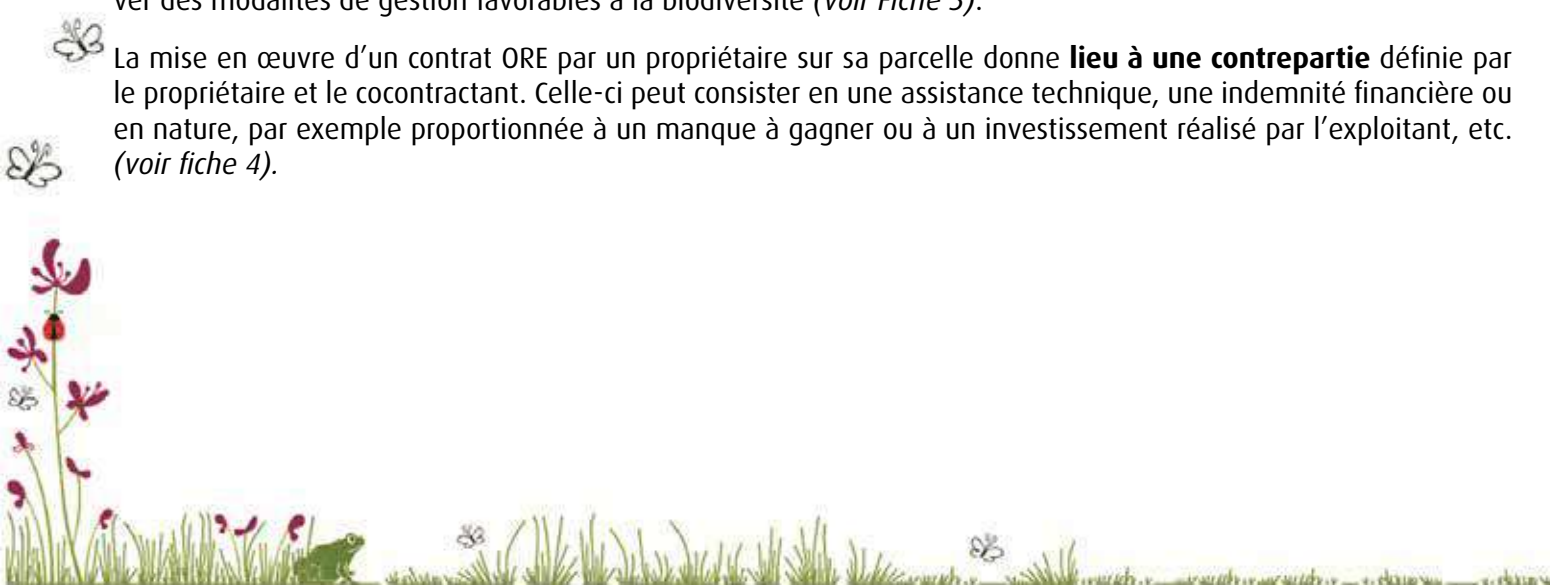 ver des modalités de gestion favorables à la biodiversité (voir Fiche 5).
La mise en œuvre d’un contrat ORE par un propriétaire sur sa parcelle donne lieu à une contrepartie définie par
le propriétaire et le cocontractant. Celle-ci peut consister en une assistance technique, une indemnité financière ou
en nature, par exemple proportionnée à un manque à gagner ou à un investissement réalisé par l’exploitant, etc.
(voir fiche 4).